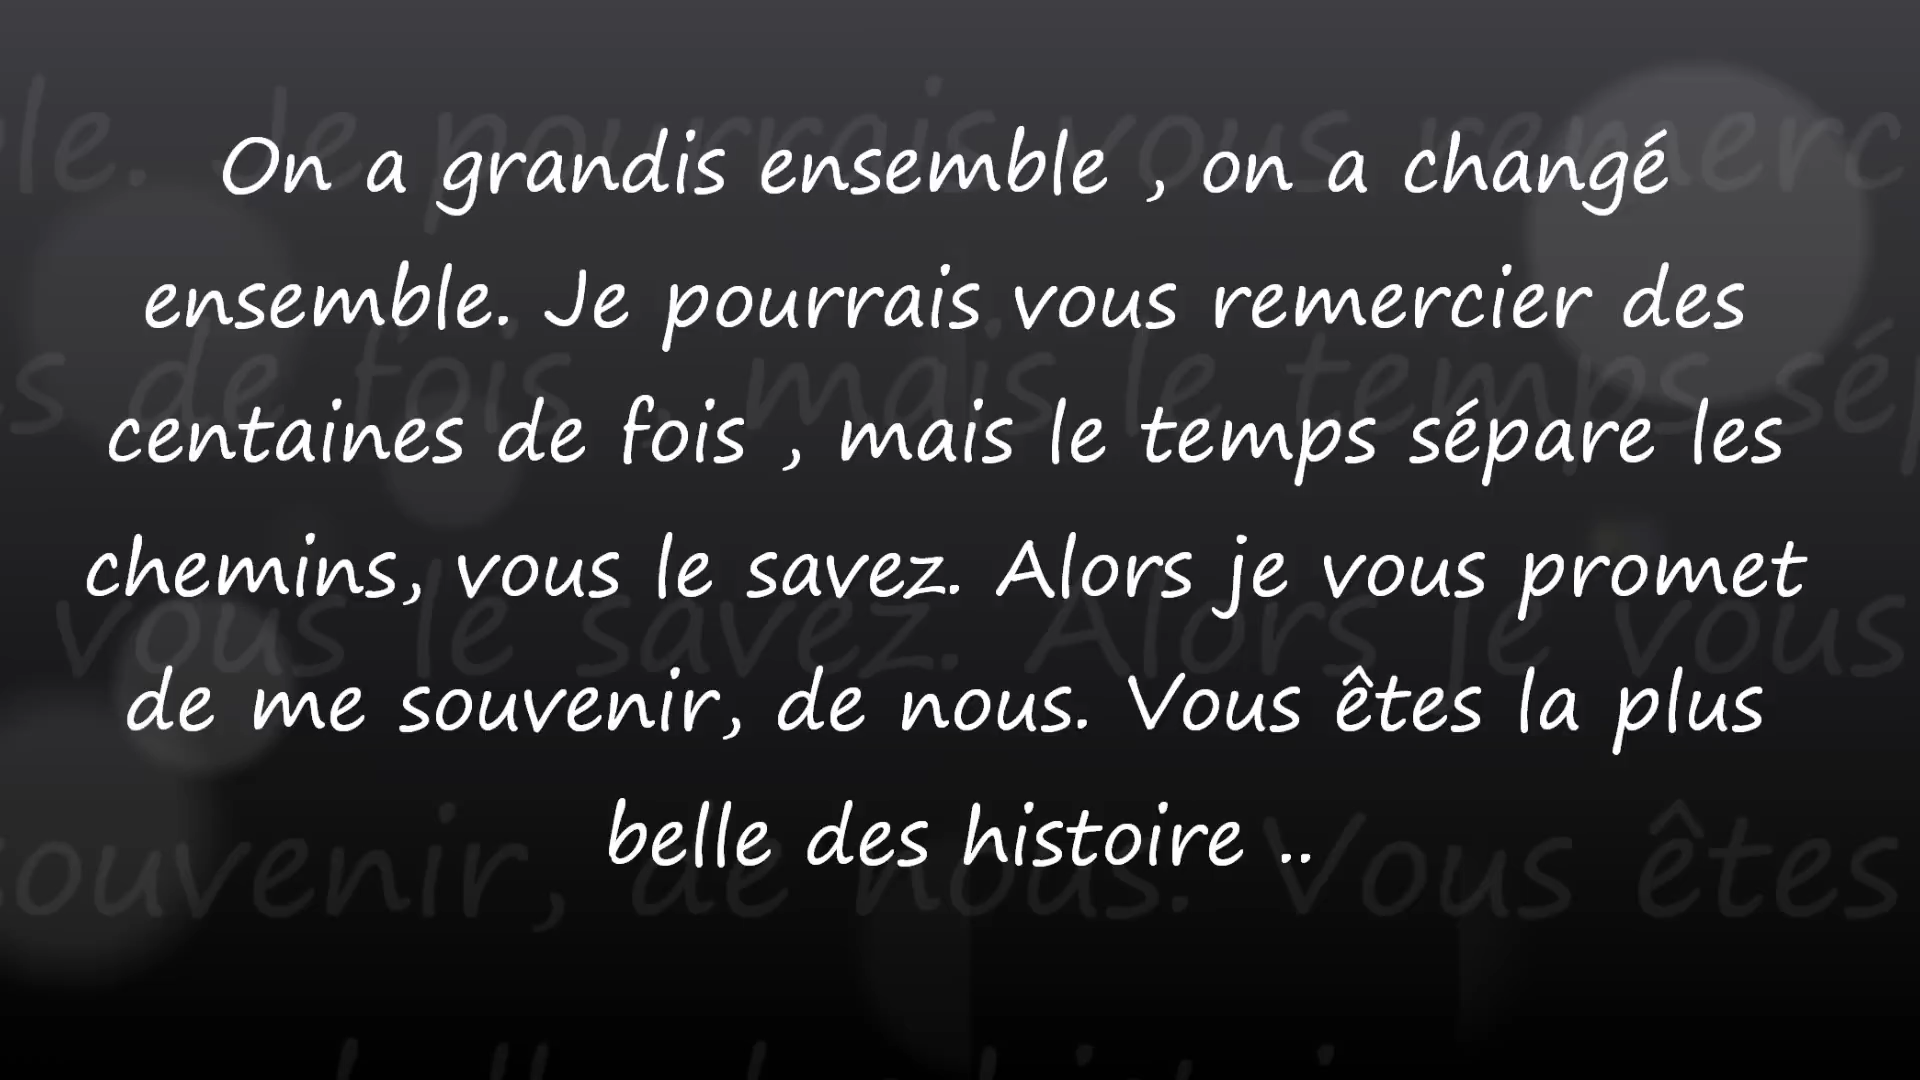 On a grandis ensemble , on a changé
ensemble. Je pourrais vous remercier des
centaines de fois , mais le temps sépare les
chemins, vous le savez. Alors je vous promet
de me souvenir, de nous. Vous êtes la plus
belle des histoire ..